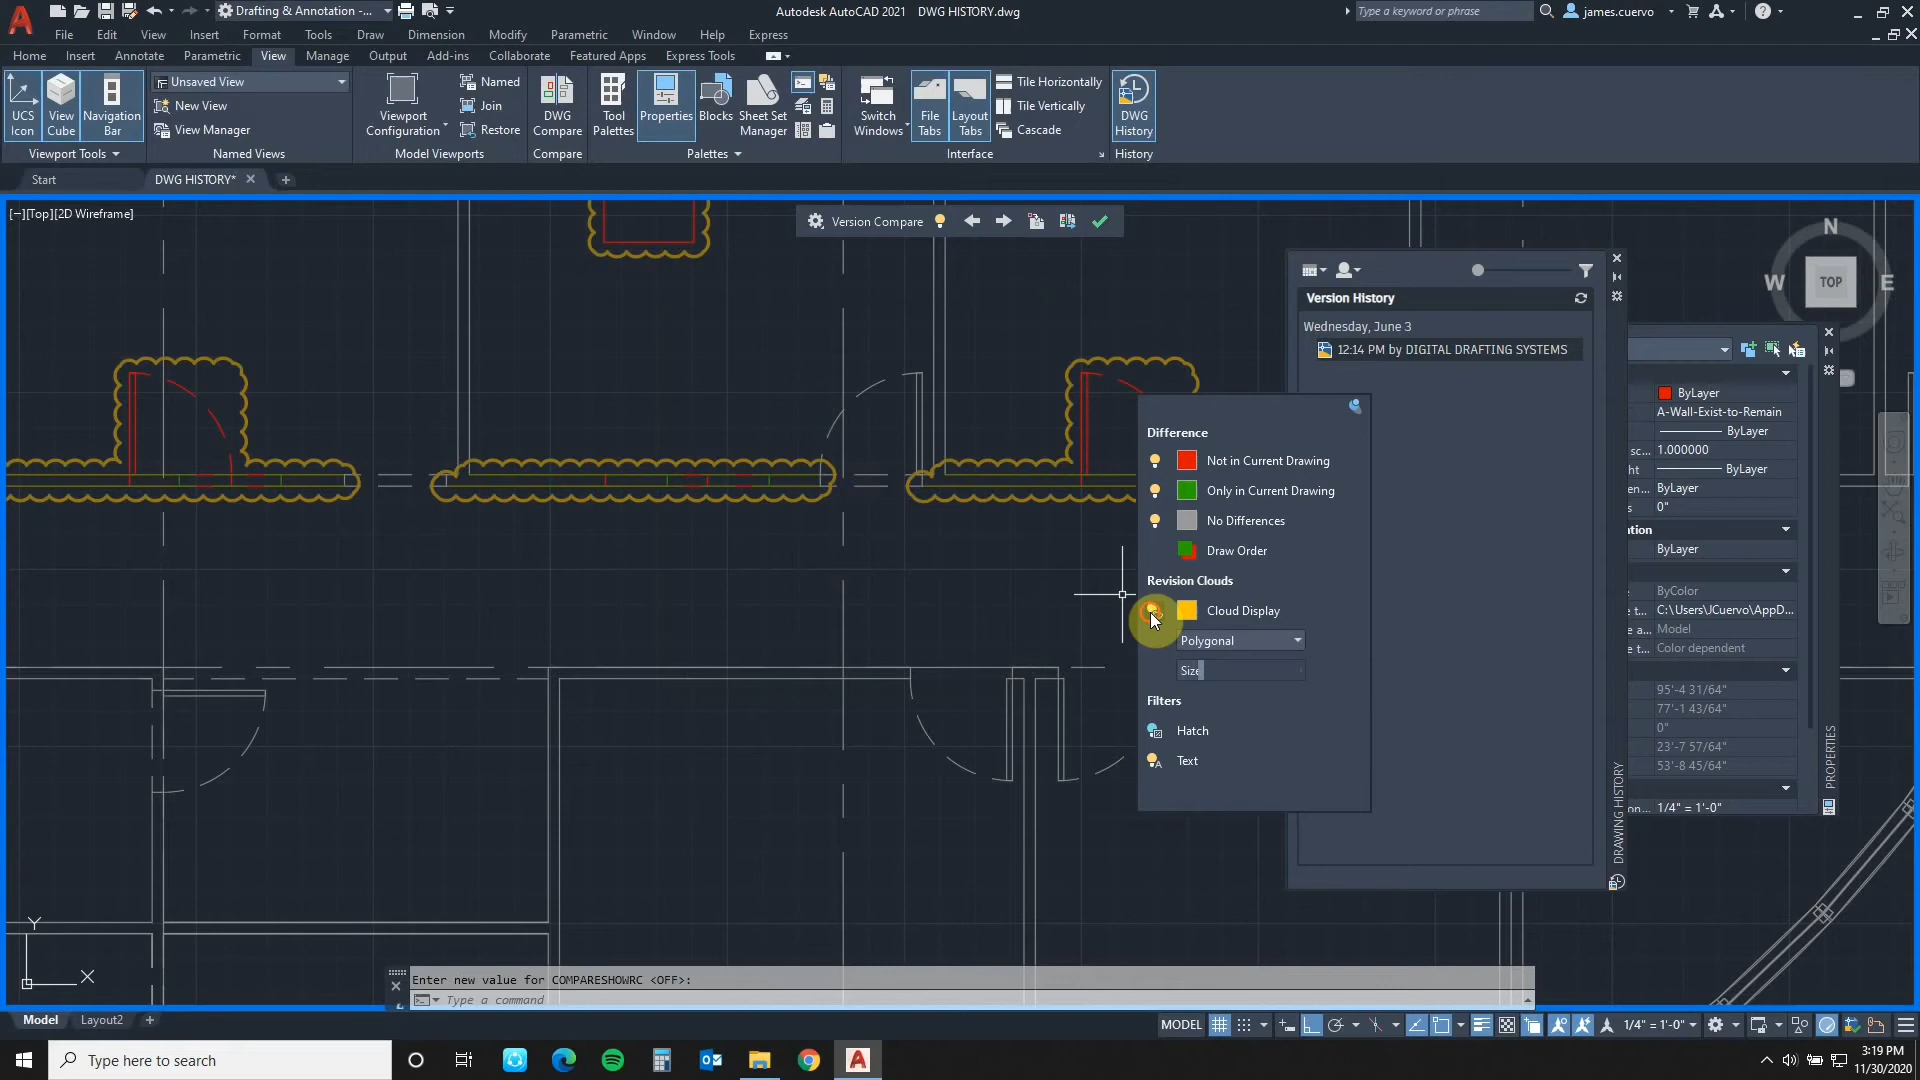 Drafting & Annotation -...
Autodesk AutoCAD 2021 DWG HISTORY.dwg
Type a keyword or phrase
james.cuervo
File Edit View Insert Format Tools Draw Dimension Modify Parametric Window Help Express
Home Insert Annotate Parametric View Manage Output Add-ins Collaborate Featured Apps Express Tools
UCS Icon
View Cube
Navigation Bar
Viewport Tools
Unsaved View
New View
View Manager
Named Views
Viewport Configuration
Named
Join
Restore
Model Viewports
DWG Compare
Compare
Tool Palettes
Properties
Blocks
Sheet Set Manager
Palettes
Switch Windows
File Tabs
Layout Tabs
Tile Horizontally
Tile Vertically
Cascade
Interface
DWG History
History
Start
DWG HISTORY*
[−][Top][2D Wireframe]
Version Compare
N
W
TOP
E
Version History
Wednesday, June 3
12:14 PM by DIGITAL DRAFTING SYSTEMS
DRAWING HISTORY
Difference
Not in Current Drawing
Only in Current Drawing
No Differences
Draw Order
Revision Clouds
Cloud Display
Polygonal
Size
Filters
Hatch
Text
ByLayer
A-Wall-Exist-to-Remain
ByLayer
sc... 1.000000
ht ByLayer
en... ByLayer
s 0"
tion
ByLayer
ByColor
e t... C:\Users\JCuervo\AppD...
e a... Model
e t... Color dependent
95'-4 31/64"
77'-1 43/64"
0"
23'-7 57/64"
53'-8 45/64"
on... 1/4" = 1'-0"
PROPERTIES
Y
X
Enter new value for COMPARESHOWRC <OFF>:
Type a command
Model Layout2
MODEL
1/4" = 1'-0"
Type here to search
3:19 PM
11/30/2020